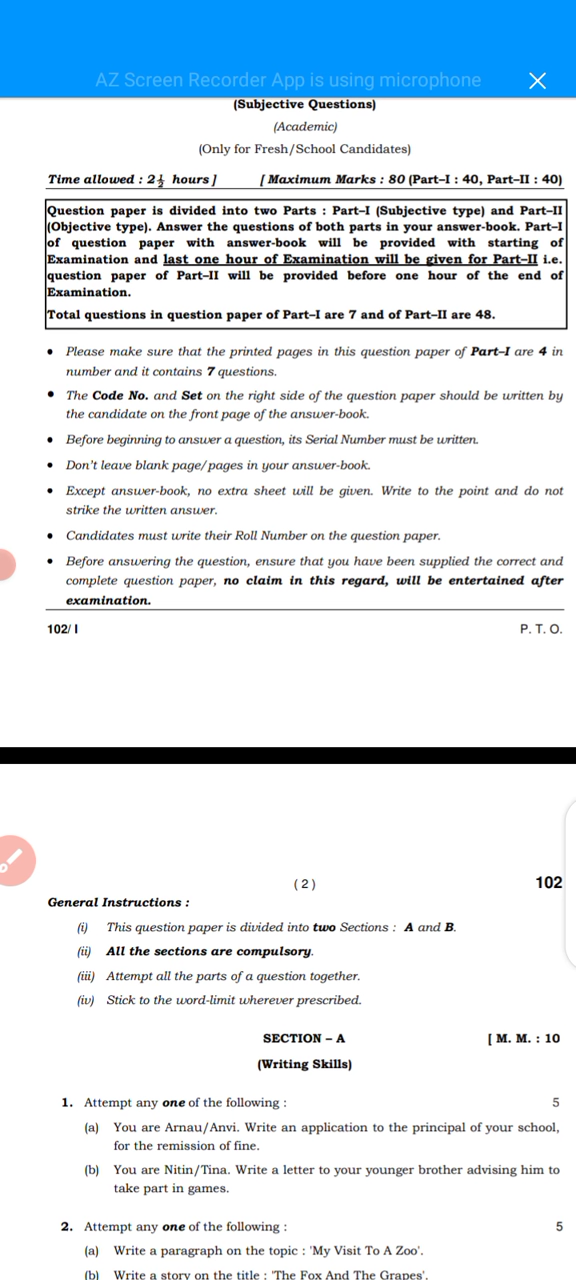 AZ Screen Recorder App is using microphone
(Subjective Questions)
(Academic)
(Only for Fresh/School Candidates)
Time allowed : 2½ hours ] [ Maximum Marks : 80 (Part-I : 40, Part-II : 40)
Question paper is divided into two Parts : Part-I (Subjective type) and Part-II
(Objective type). Answer the questions of both parts in your answer-book. Part-I
of question paper with answer-book will be provided with starting of
Examination and last one hour of Examination will be given for Part-II i.e.
question paper of Part-II will be provided before one hour of the end of
Examination.
Total questions in question paper of Part-I are 7 and of Part-II are 48.
• Please make sure that the printed pages in this question paper of Part-I are 4 in
number and it contains 7 questions.
• The Code No. and Set on the right side of the question paper should be written by
the candidate on the front page of the answer-book.
• Before beginning to answer a question, its Serial Number must be written.
• Don't leave blank page/pages in your answer-book.
• Except answer-book, no extra sheet will be given. Write to the point and do not
strike the written answer.
• Candidates must write their Roll Number on the question paper.
• Before answering the question, ensure that you have been supplied the correct and
complete question paper, no claim in this regard, will be entertained after
examination.
102/ I P. T. O.
( 2 ) 102
General Instructions :
(i) This question paper is divided into two Sections : A and B.
(ii) All the sections are compulsory.
(iii) Attempt all the parts of a question together.
(iv) Stick to the word-limit wherever prescribed.
SECTION – A [ M. M. : 10
(Writing Skills)
1. Attempt any one of the following : 5
(a) You are Arnau/Anvi. Write an application to the principal of your school,
for the remission of fine.
(b) You are Nitin/Tina. Write a letter to your younger brother advising him to
take part in games.
2. Attempt any one of the following : 5
(a) Write a paragraph on the topic : 'My Visit To A Zoo'.
(b) Write a story on the title : 'The Fox And The Grapes'.